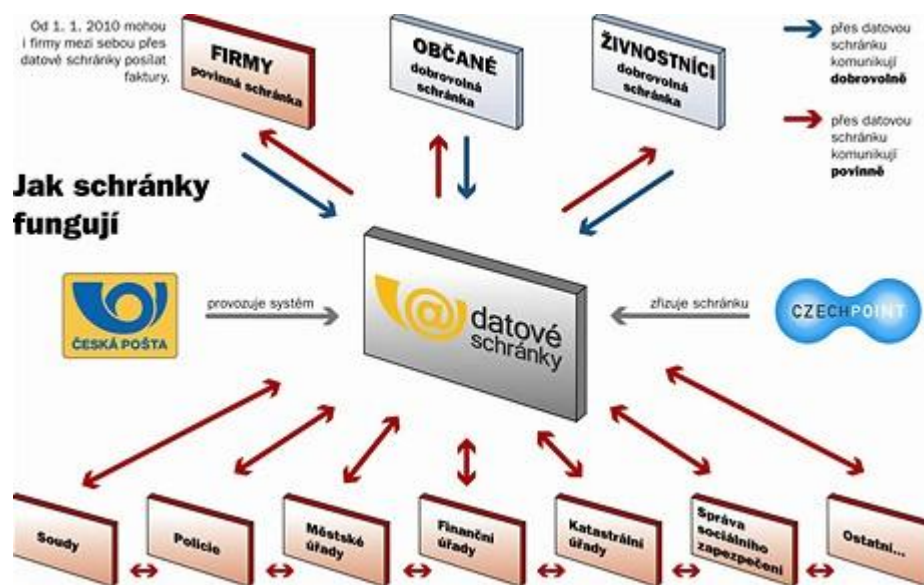 Od 1. 1. 2010 mohou
i firmy mezi sebou přes
datové schránky posílat
faktury.
FIRMY
povinná schránka
OBČANÉ
dobrovolná
schránka
ŽIVNOSTNÍCI
dobrovolná
schránka
přes datovou
schránku
komunikují
dobrovolně
přes datovou
schránku
komunikují
povinně
Jak schránky
fungují
ČESKÁ POŠTA
provozuje systém
@
datové
schránky
zřizuje schránku
CZECHPOINT
Soudy
Policie
Městské
úřady
Finanční
úřady
Katastrální
úřady
Správa
sociálního
zapezpečení
Ostatní...